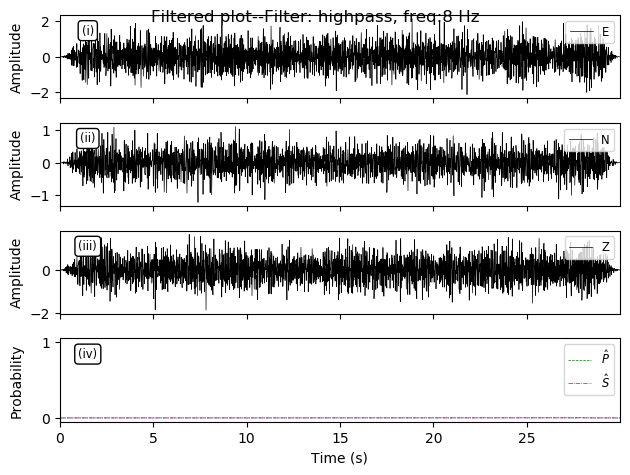 Filtered plot--Filter: highpass, freq:8 Hz
(i)
E
Amplitude
2
0
−2
(ii)
N
Amplitude
1
0
−1
(iii)
Z
Amplitude
0
−2
(iv)
P̂
Ŝ
Probability
1
0
0 5 10 15 20 25
Time (s)